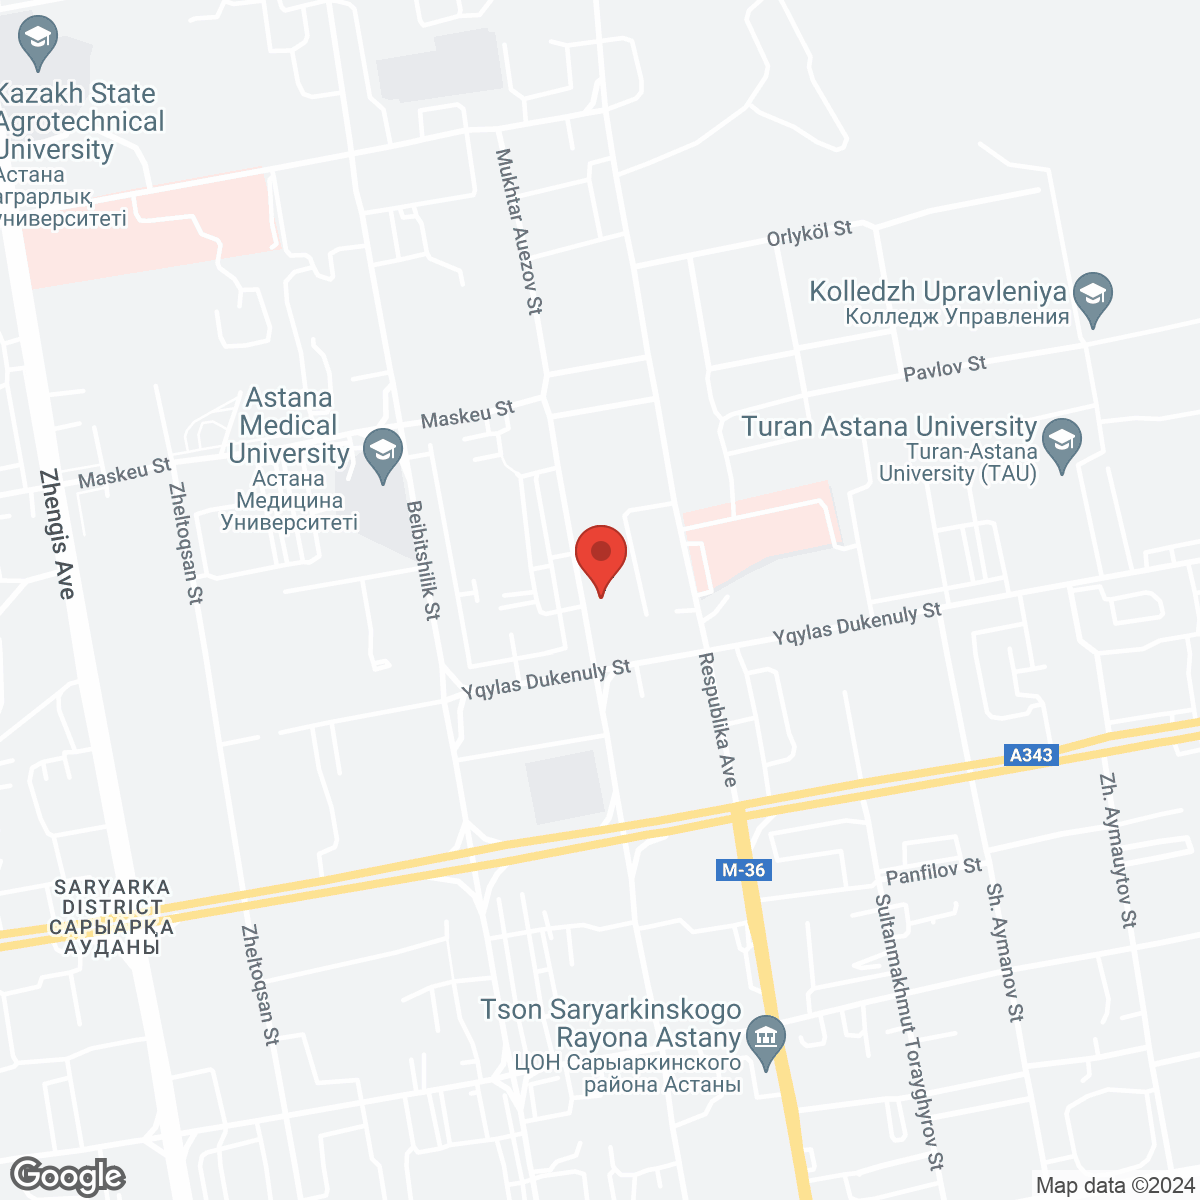 Kazakh State
Agrotechnical
University
Астана
аграрлық
университеті
Mukhtar Auezov St
Orlyköl St
Kolledzh Upravleniya
Колледж Управления
Pavlov St
Astana
Medical
University
Астана
Медицина
Университеті
Maskeu St
Maskeu St
Turan Astana University
Turan-Astana
University (TAU)
Zhengis Ave
Zheltoqsan St
Beibitshilik St
Yqylas Dukenuly St
Yqylas Dukenuly St
Respublika Ave
A343
M-36
Zh. Aymauytov St
Panfilov St
Sh. Aymanov St
Sultanmakhmut Torayghyrov St
SARYARKA
DISTRICT
САРЫАРҚА
АУДАНЫ
Zheltoqsan St
Tson Saryarkinskogo
Rayona Astany
ЦОН Сарыаркинского
района Астаны
Google
Map data ©2024